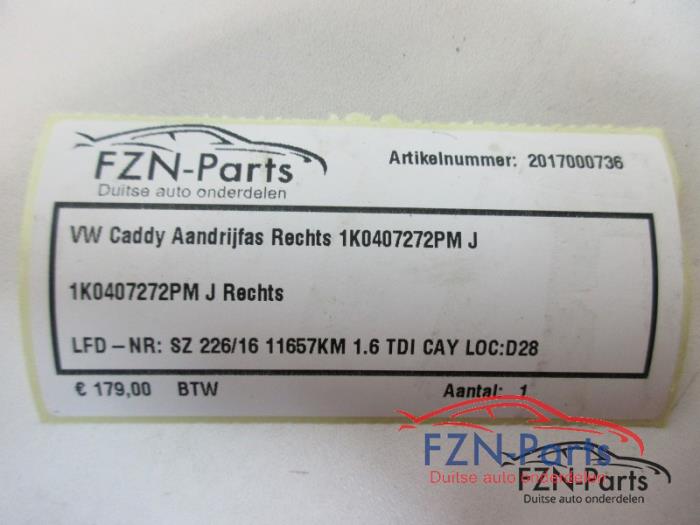 FZN-Parts
Duitse auto onderdelen
Artikelnummer: 2017000736
VW Caddy Aandrijfas Rechts 1K0407272PM J
1K0407272PM J Rechts
LFD-NR: SZ 226/16 11657KM 1.6 TDI CAY LOC:D28
€ 179,00 BTW Aantal: 1
FZN-Parts
Duitse auto onderdelen
FZN-Parts
Duitse auto onderdelen